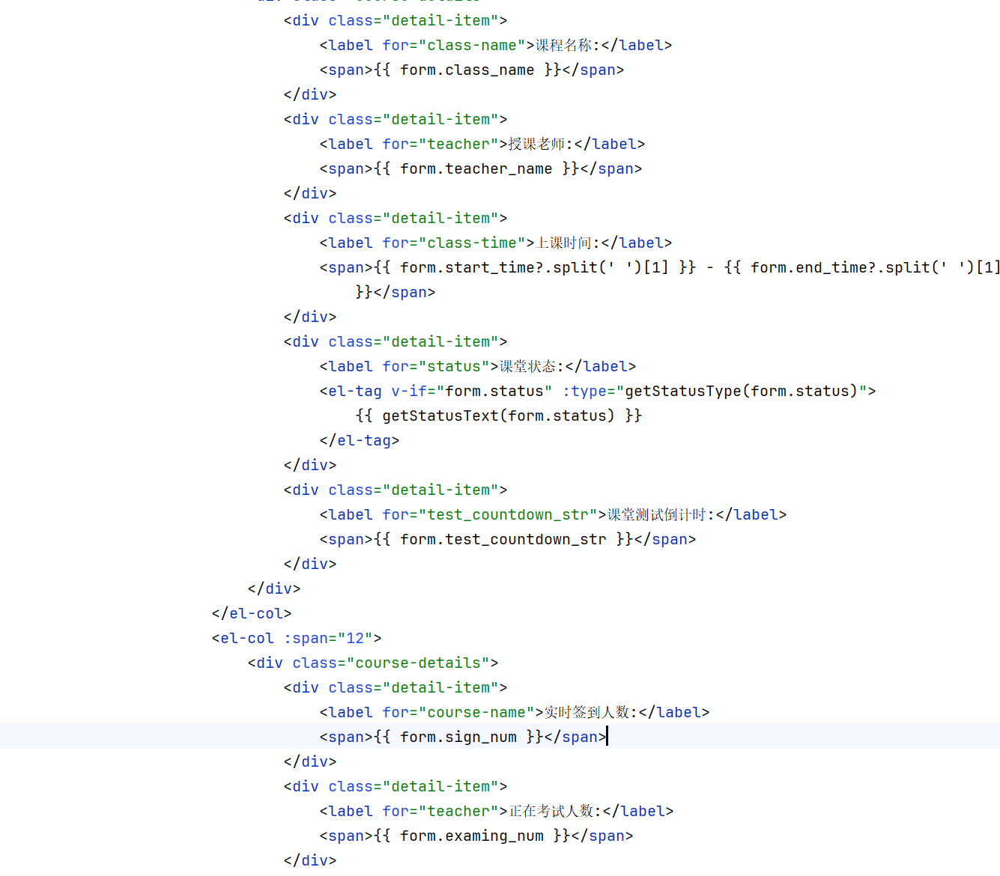 <div class="detail-item">
<label for="class-name">课程名称:</label>
<span>{{ form.class_name }}</span>
</div>
<div class="detail-item">
<label for="teacher">授课老师:</label>
<span>{{ form.teacher_name }}</span>
</div>
<div class="detail-item">
<label for="class-time">上课时间:</label>
<span>{{ form.start_time?.split(' ')[1] }} - {{ form.end_time?.split(' ')[1]
}}</span>
</div>
<div class="detail-item">
<label for="status">课堂状态:</label>
<el-tag v-if="form.status" :type="getStatusType(form.status)">
{{ getStatusText(form.status) }}
</el-tag>
</div>
<div class="detail-item">
<label for="test_countdown_str">课堂测试倒计时:</label>
<span>{{ form.test_countdown_str }}</span>
</div>
</div>
</el-col>
<el-col :span="12">
<div class="course-details">
<div class="detail-item">
<label for="course-name">实时签到人数:</label>
<span>{{ form.sign_num }}</span>
</div>
<div class="detail-item">
<label for="teacher">正在考试人数:</label>
<span>{{ form.examing_num }}</span>
</div>